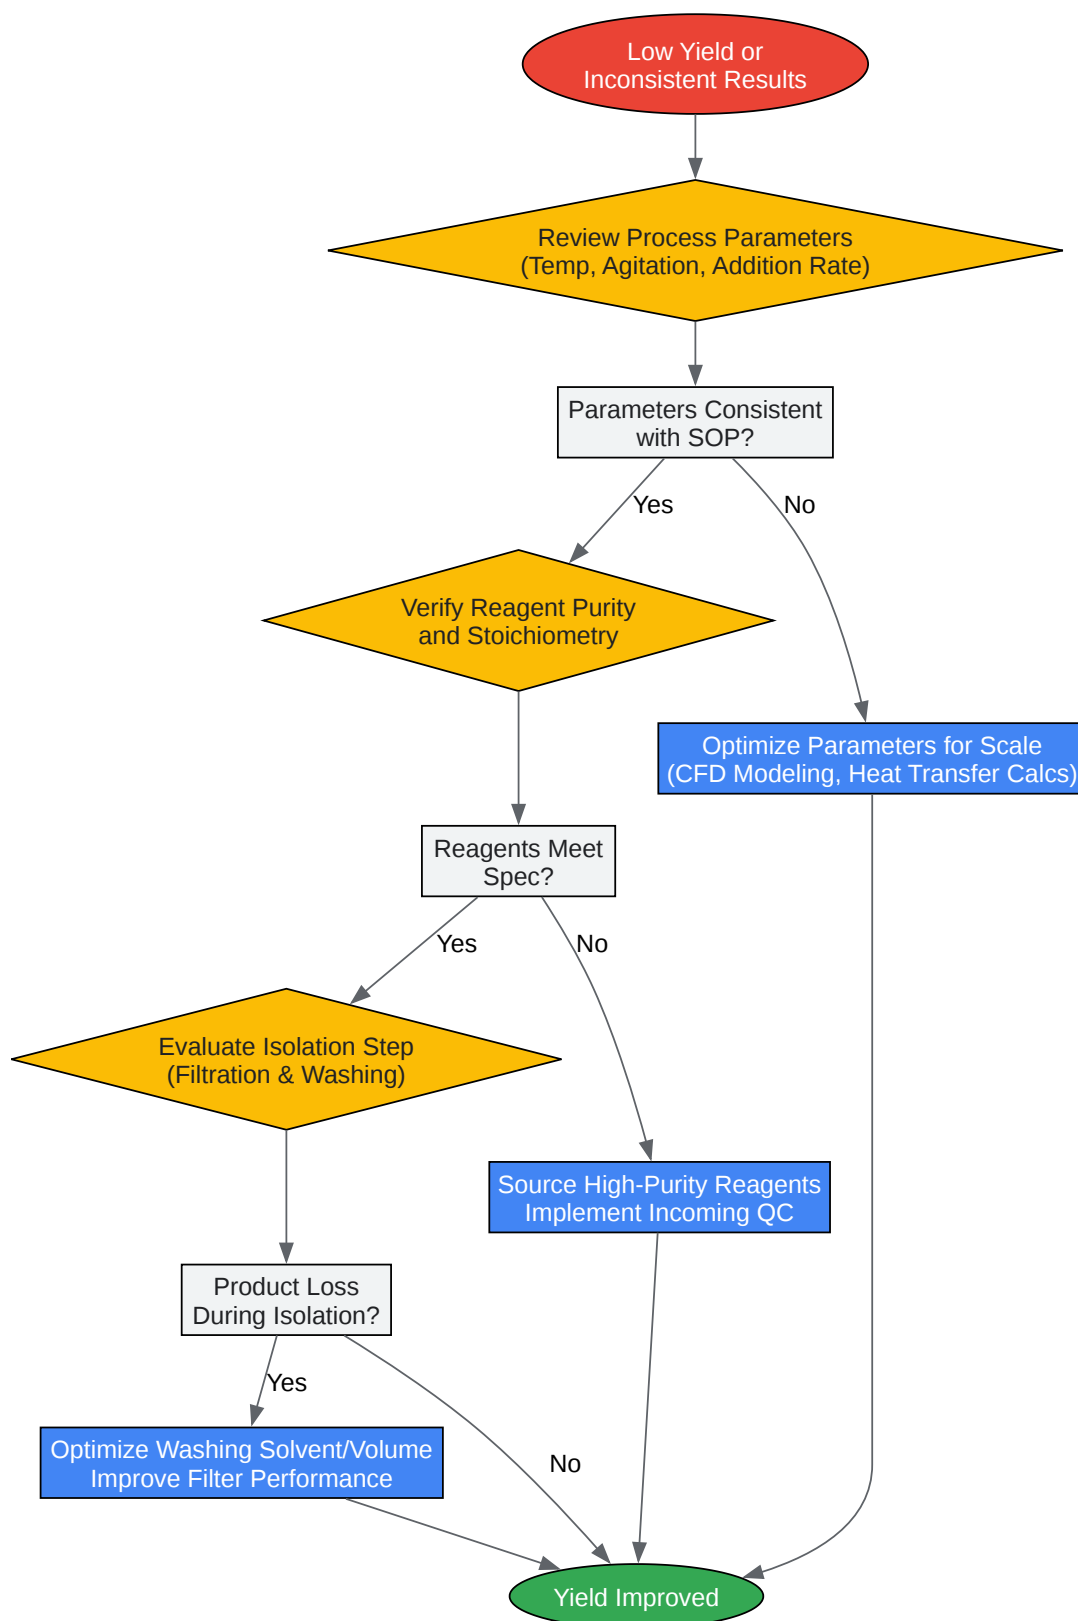 Low Yield or
Inconsistent Results
Review Process Parameters
(Temp, Agitation, Addition Rate)
Parameters Consistent
with SOP?
Yes
No
Verify Reagent Purity
and Stoichiometry
Optimize Parameters for Scale
(CFD Modeling, Heat Transfer Calcs)
Reagents Meet
Spec?
Yes
No
Evaluate Isolation Step
(Filtration & Washing)
Source High-Purity Reagents
Implement Incoming QC
Product Loss
During Isolation?
Yes
No
Optimize Washing Solvent/Volume
Improve Filter Performance
Yield Improved